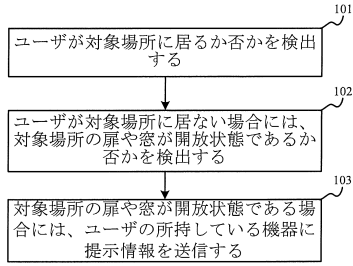 101
ユーザが対象場所に居るか否かを検出
する
102
ユーザが対象場所に居ない場合には、
対象場所の扉や窓が開放状態であるか
否かを検出する
103
対象場所の扉や窓が開放状態である場
合には、ユーザの所持している機器に
提示情報を送信する